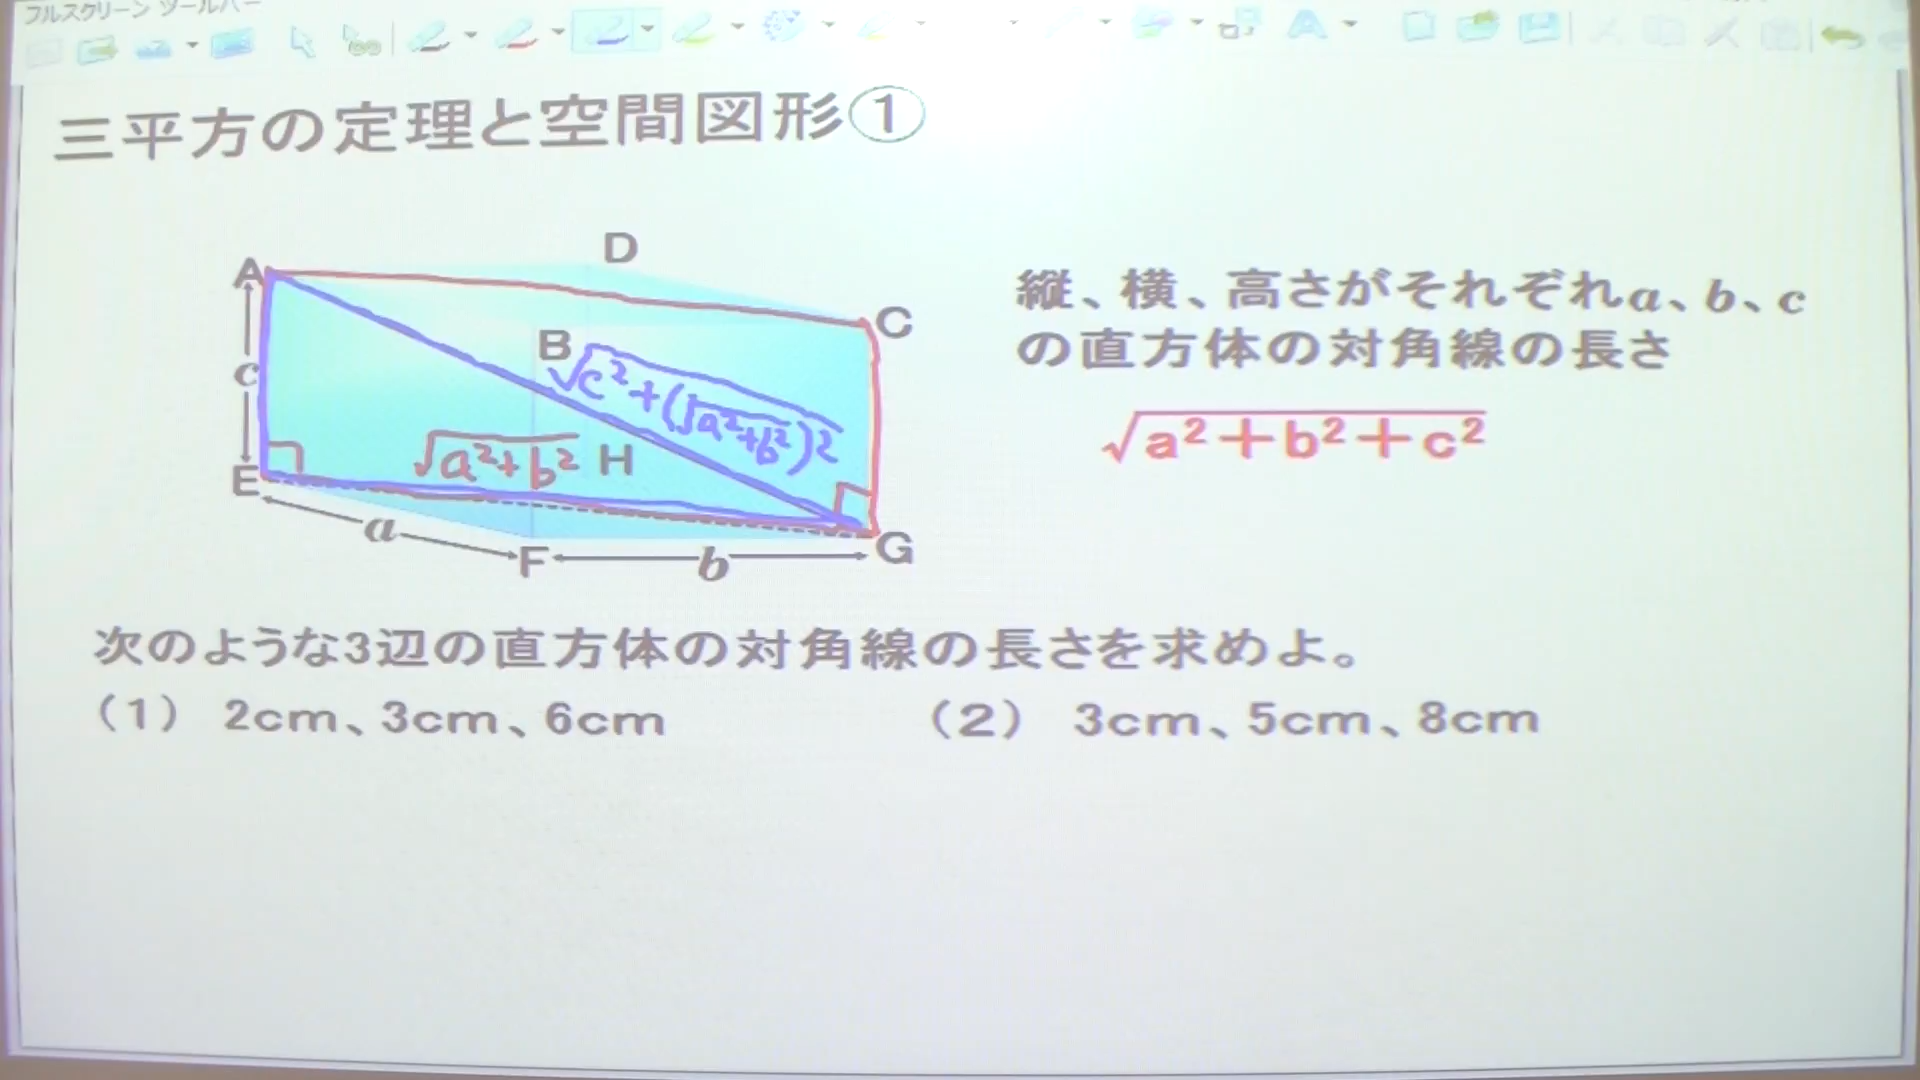 フルスクリーン ツールバー
三平方の定理と空間図形①
D
A
C
B
c
√c²+(√a²+b²)²
√a²+b²
H
E
a
F
b
G
縦、横、高さがそれぞれa、b、c
の直方体の対角線の長さ
√a²+b²+c²
次のような3辺の直方体の対角線の長さを求めよ。
(1) 2cm、3cm、6cm
(2) 3cm、5cm、8cm